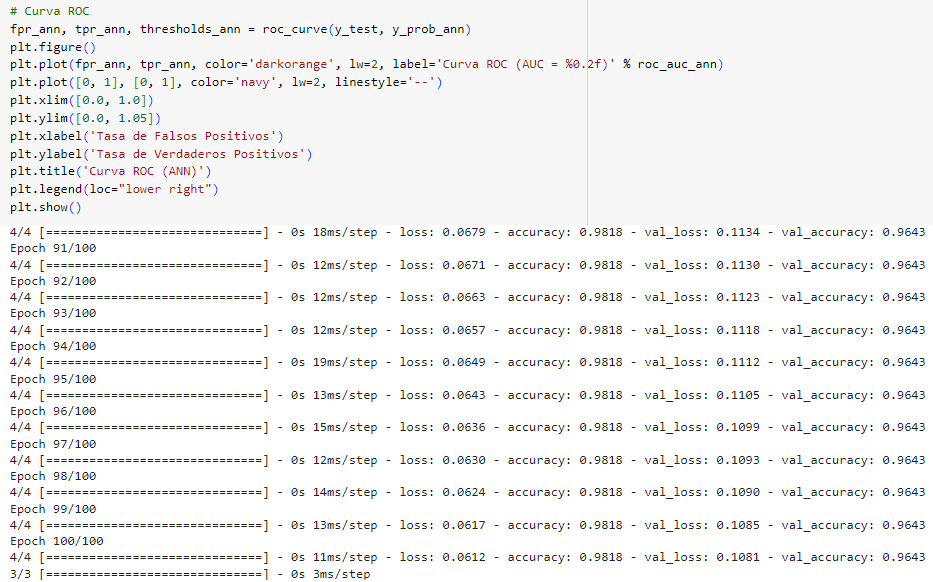 # Curva ROC
fpr_ann, tpr_ann, thresholds_ann = roc_curve(y_test, y_prob_ann)
plt.figure()
plt.plot(fpr_ann, tpr_ann, color='darkorange', lw=2, label='Curva ROC (AUC = %0.2f)' % roc_auc_ann)
plt.plot([0, 1], [0, 1], color='navy', lw=2, linestyle='--')
plt.xlim([0.0, 1.0])
plt.ylim([0.0, 1.05])
plt.xlabel('Tasa de Falsos Positivos')
plt.ylabel('Tasa de Verdaderos Positivos')
plt.title('Curva ROC (ANN)')
plt.legend(loc="lower right")
plt.show()
4/4 [==============================] - 0s 18ms/step - loss: 0.0679 - accuracy: 0.9818 - val_loss: 0.1134 - val_accuracy: 0.9643
Epoch 91/100
4/4 [==============================] - 0s 12ms/step - loss: 0.0671 - accuracy: 0.9818 - val_loss: 0.1130 - val_accuracy: 0.9643
Epoch 92/100
4/4 [==============================] - 0s 12ms/step - loss: 0.0663 - accuracy: 0.9818 - val_loss: 0.1123 - val_accuracy: 0.9643
Epoch 93/100
4/4 [==============================] - 0s 12ms/step - loss: 0.0657 - accuracy: 0.9818 - val_loss: 0.1118 - val_accuracy: 0.9643
Epoch 94/100
4/4 [==============================] - 0s 19ms/step - loss: 0.0649 - accuracy: 0.9818 - val_loss: 0.1112 - val_accuracy: 0.9643
Epoch 95/100
4/4 [==============================] - 0s 13ms/step - loss: 0.0643 - accuracy: 0.9818 - val_loss: 0.1105 - val_accuracy: 0.9643
Epoch 96/100
4/4 [==============================] - 0s 15ms/step - loss: 0.0636 - accuracy: 0.9818 - val_loss: 0.1099 - val_accuracy: 0.9643
Epoch 97/100
4/4 [==============================] - 0s 12ms/step - loss: 0.0630 - accuracy: 0.9818 - val_loss: 0.1093 - val_accuracy: 0.9643
Epoch 98/100
4/4 [==============================] - 0s 14ms/step - loss: 0.0624 - accuracy: 0.9818 - val_loss: 0.1090 - val_accuracy: 0.9643
Epoch 99/100
4/4 [==============================] - 0s 13ms/step - loss: 0.0617 - accuracy: 0.9818 - val_loss: 0.1085 - val_accuracy: 0.9643
Epoch 100/100
4/4 [==============================] - 0s 11ms/step - loss: 0.0612 - accuracy: 0.9818 - val_loss: 0.1081 - val_accuracy: 0.9643
3/3 [==============================] - 0s 3ms/step